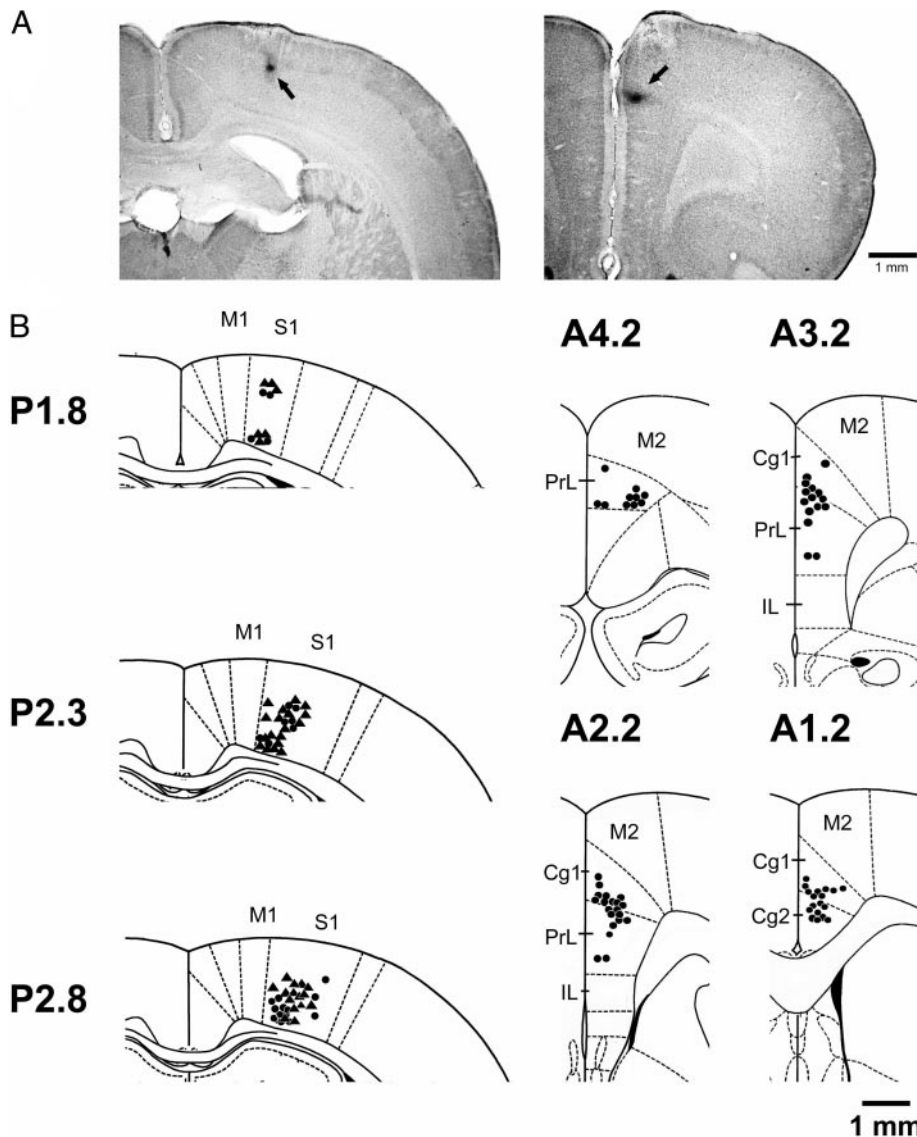 A
1 mm
B
M1 S1
P1.8
M1 S1
P2.3
M1 S1
P2.8
A4.2
M2
PrL
A3.2
M2
Cg1
PrL
IL
A2.2
M2
Cg1
PrL
IL
A1.2
M2
Cg1
Cg2
1 mm